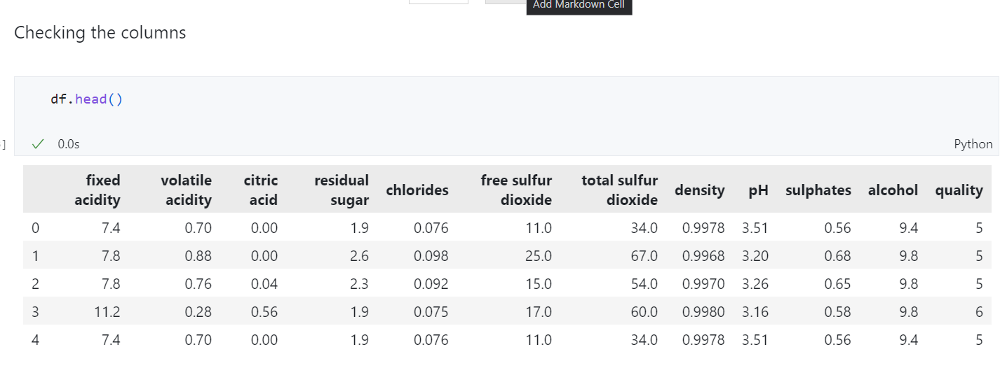 Add Markdown Cell
Checking the columns
df.head()
]
0.0s
Python
fixed acidity volatile acidity citric acid residual sugar chlorides free sulfur dioxide total sulfur dioxide density pH sulphates alcohol quality
0 7.4 0.70 0.00 1.9 0.076 11.0 34.0 0.9978 3.51 0.56 9.4 5
1 7.8 0.88 0.00 2.6 0.098 25.0 67.0 0.9968 3.20 0.68 9.8 5
2 7.8 0.76 0.04 2.3 0.092 15.0 54.0 0.9970 3.26 0.65 9.8 5
3 11.2 0.28 0.56 1.9 0.075 17.0 60.0 0.9980 3.16 0.58 9.8 6
4 7.4 0.70 0.00 1.9 0.076 11.0 34.0 0.9978 3.51 0.56 9.4 5